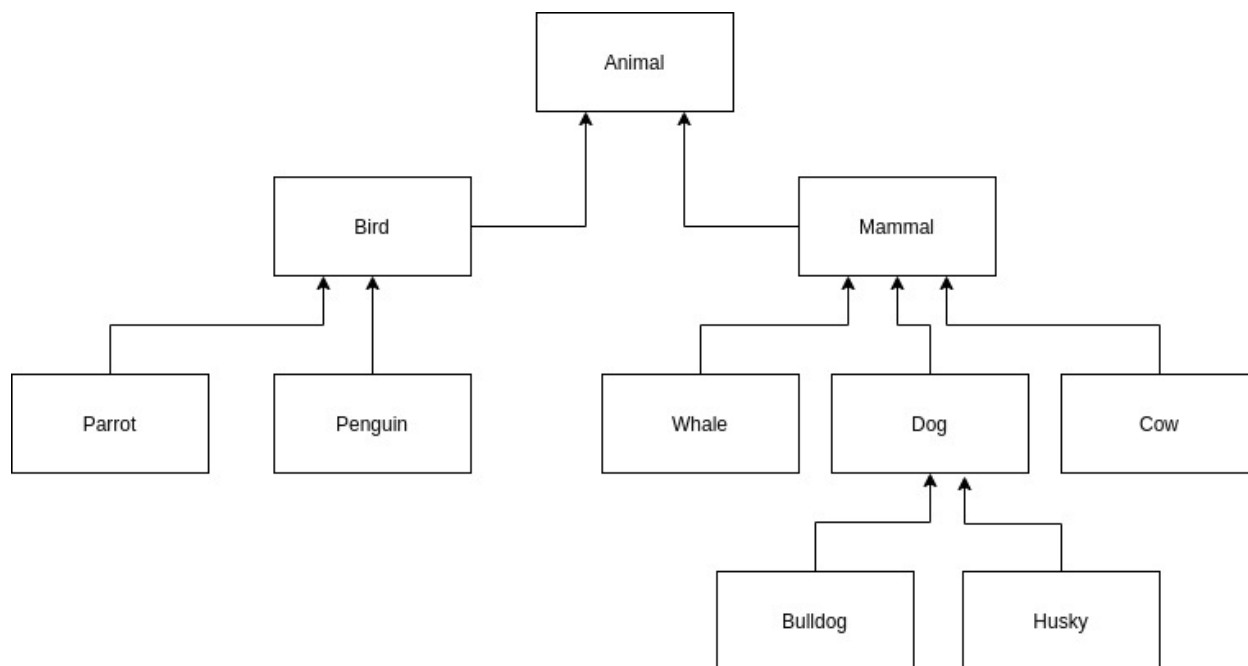 Animal
Bird
Mammal
Parrot
Penguin
Whale
Dog
Cow
Bulldog
Husky